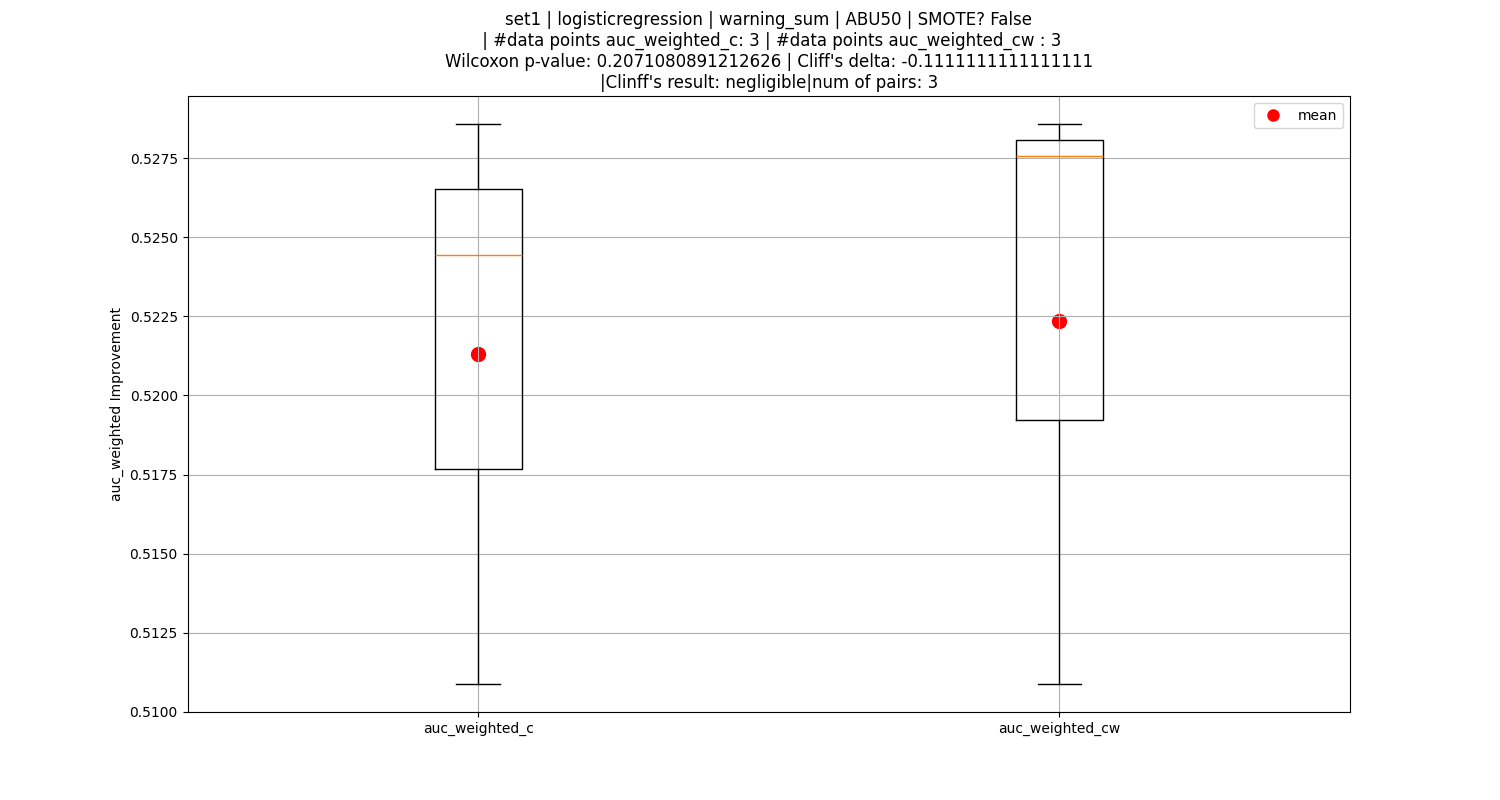 set1 | logisticregression | warning_sum | ABU50 | SMOTE? False
| #data points auc_weighted_c: 3 | #data points auc_weighted_cw : 3
Wilcoxon p-value: 0.2071080891212626 | Cliff's delta: -0.1111111111111111
|Clinff's result: negligible|num of pairs: 3
mean
0.5275
0.5250
0.5225
0.5200
0.5175
0.5150
0.5125
0.5100
auc_weighted Improvement
auc_weighted_c
auc_weighted_cw